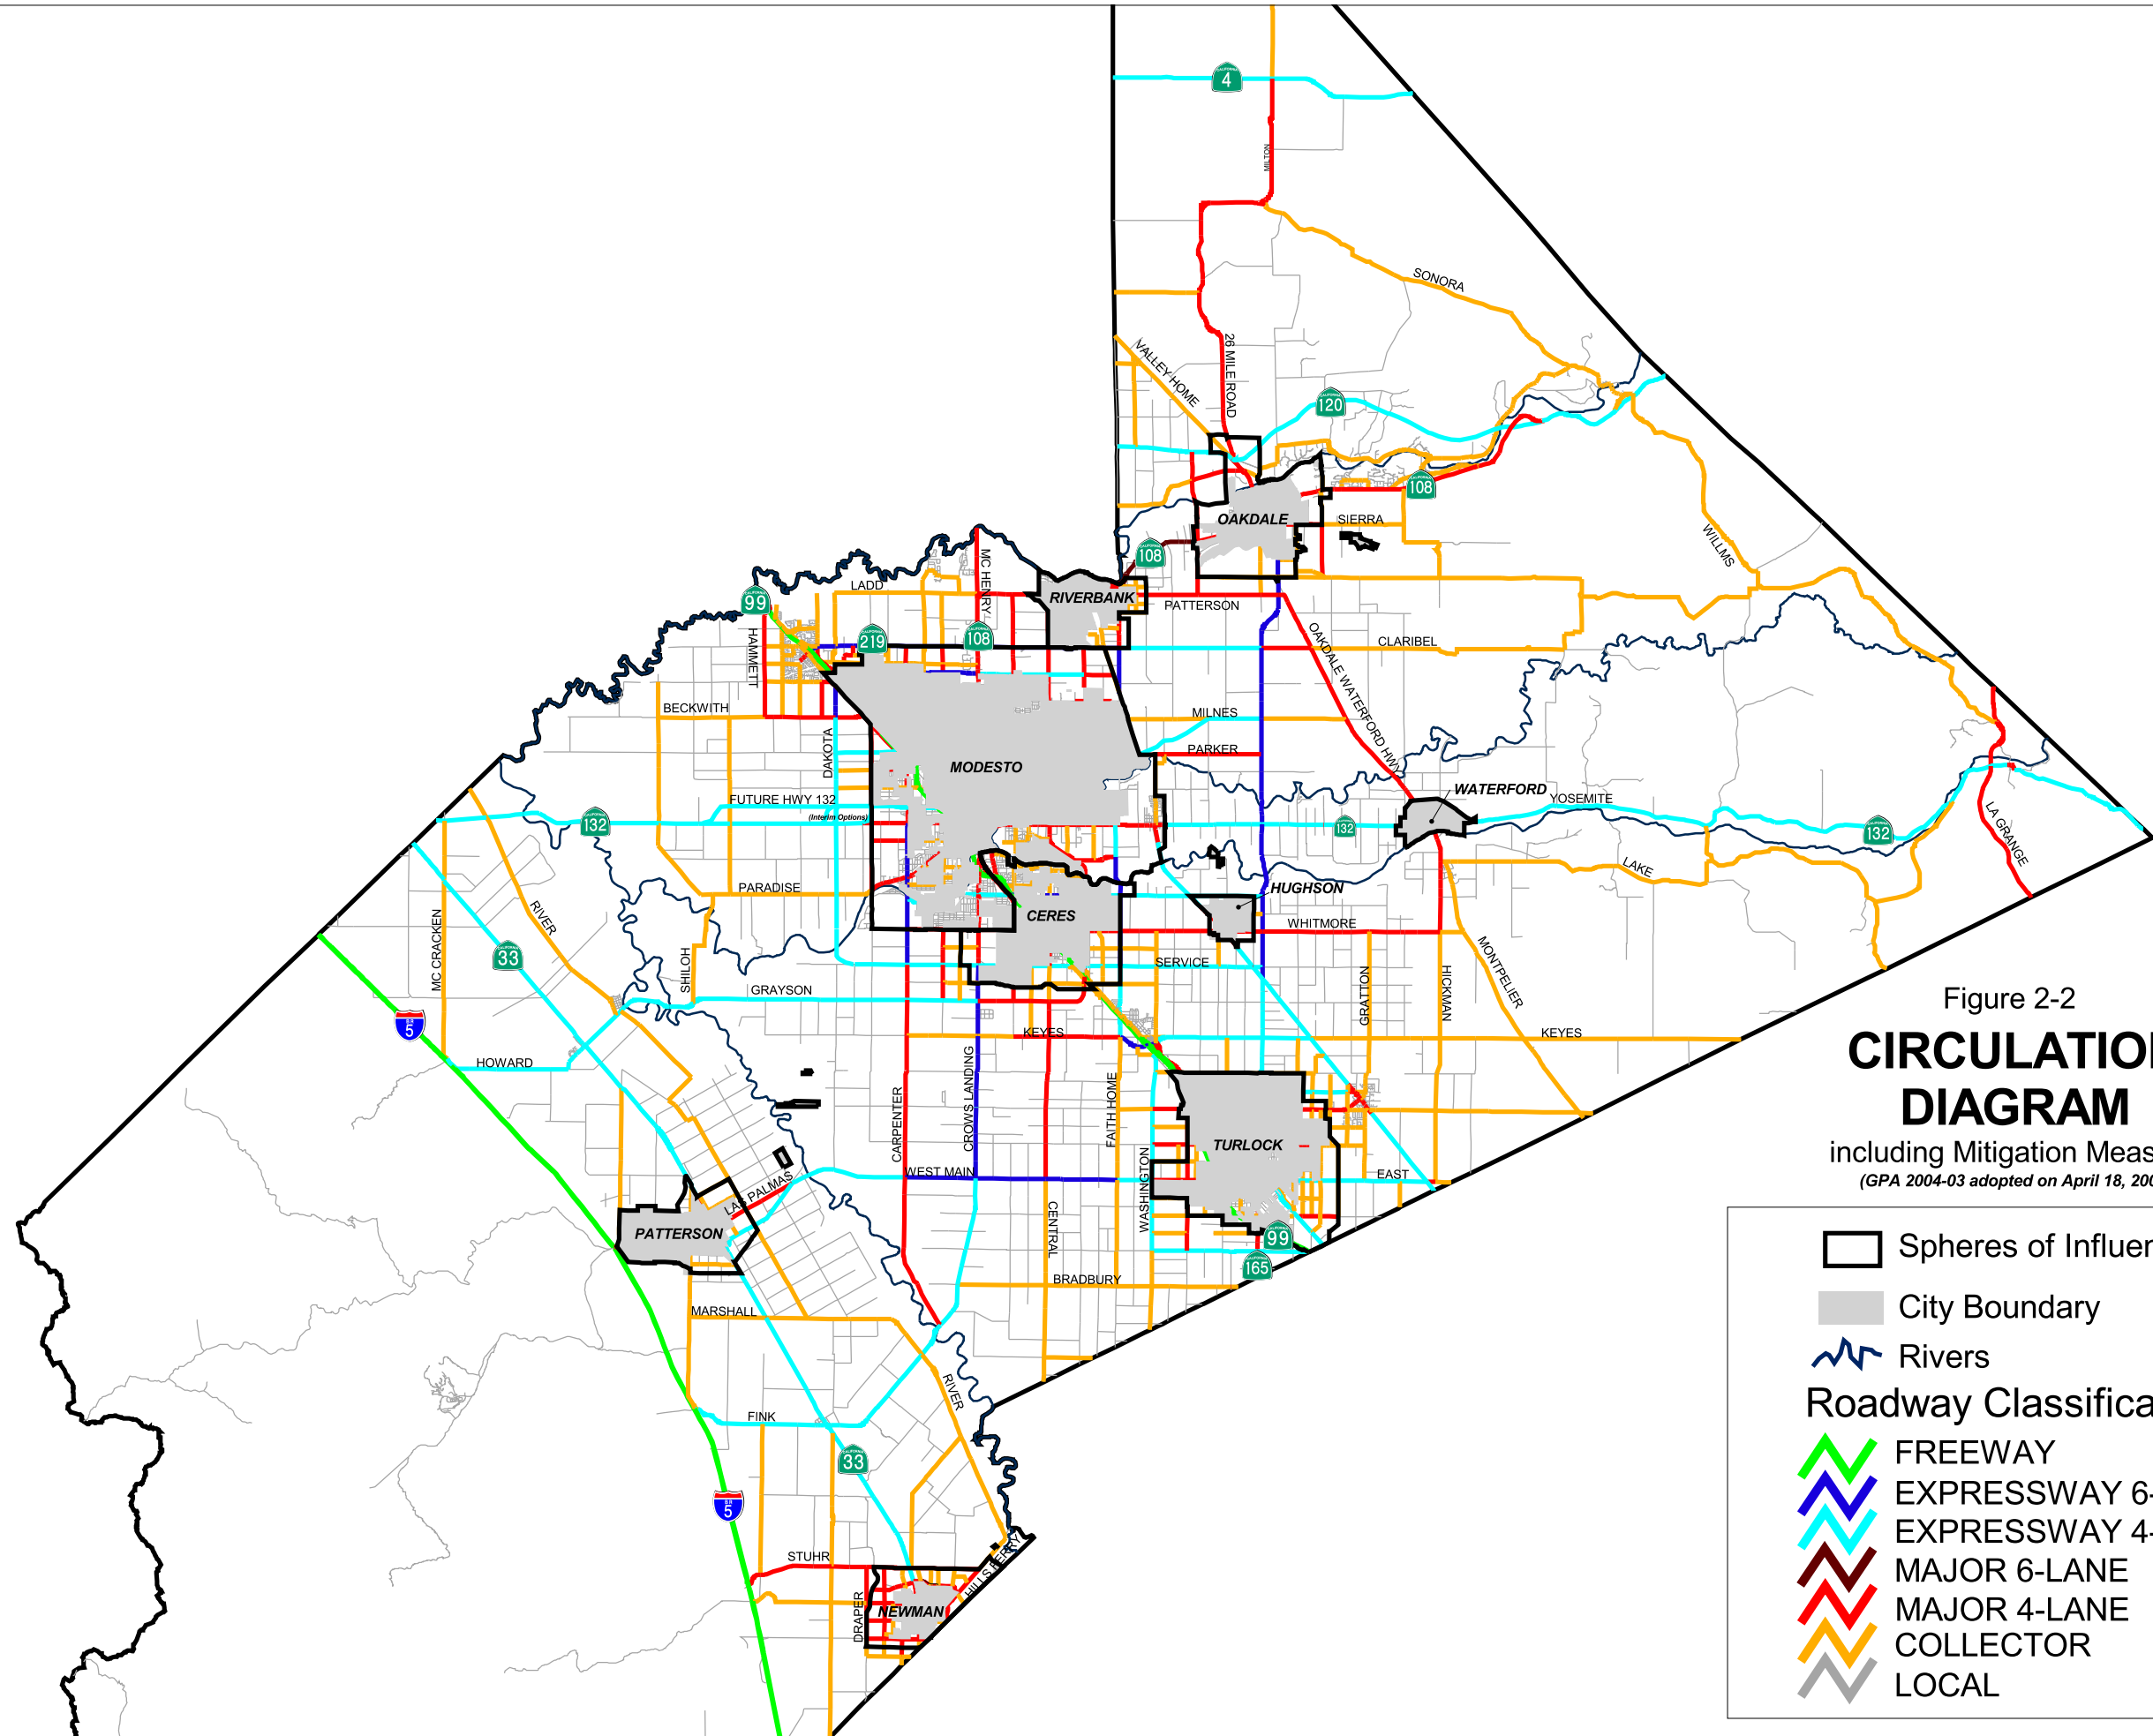 CALIFORNIA
4
MILTON
SONORA
VALLEY HOME
26 MILE ROAD
120
108
OAKDALE
SIERRA
WILLMS
108
MC HENRY
LADD
99
RIVERBANK
PATTERSON
HAMMETT
219
108
OAKDALE WATERFORD HWY
CLARIBEL
BECKWITH
MILNES
DAKOTA
PARKER
MODESTO
WATERFORD
FUTURE HWY 132
(Interim Options)
YOSEMITE
132
132
132
LA GRANGE
LAKE
PARADISE
HUGHSON
CERES
RIVER
MC CRACKEN
WHITMORE
33
SHILOH
SERVICE
MONTPELIER
GRATTON
HICKMAN
GRAYSON
5
KEYES
KEYES
HOWARD
CROWS LANDING
CARPENTER
FAITH HOME
TURLOCK
WASHINGTON
WEST MAIN
EAST
LAS PALMAS
CENTRAL
PATTERSON
99
165
BRADBURY
MARSHALL
RIVER
FINK
33
5
STUHR
HILLS FERRY
DRAPER
NEWMAN
Figure 2-2
CIRCULATIO
DIAGRAM
including Mitigation Meas
(GPA 2004-03 adopted on April 18, 200
Spheres of Influen
City Boundary
Rivers
Roadway Classifica
FREEWAY
EXPRESSWAY 6-
EXPRESSWAY 4-
MAJOR 6-LANE
MAJOR 4-LANE
COLLECTOR
LOCAL